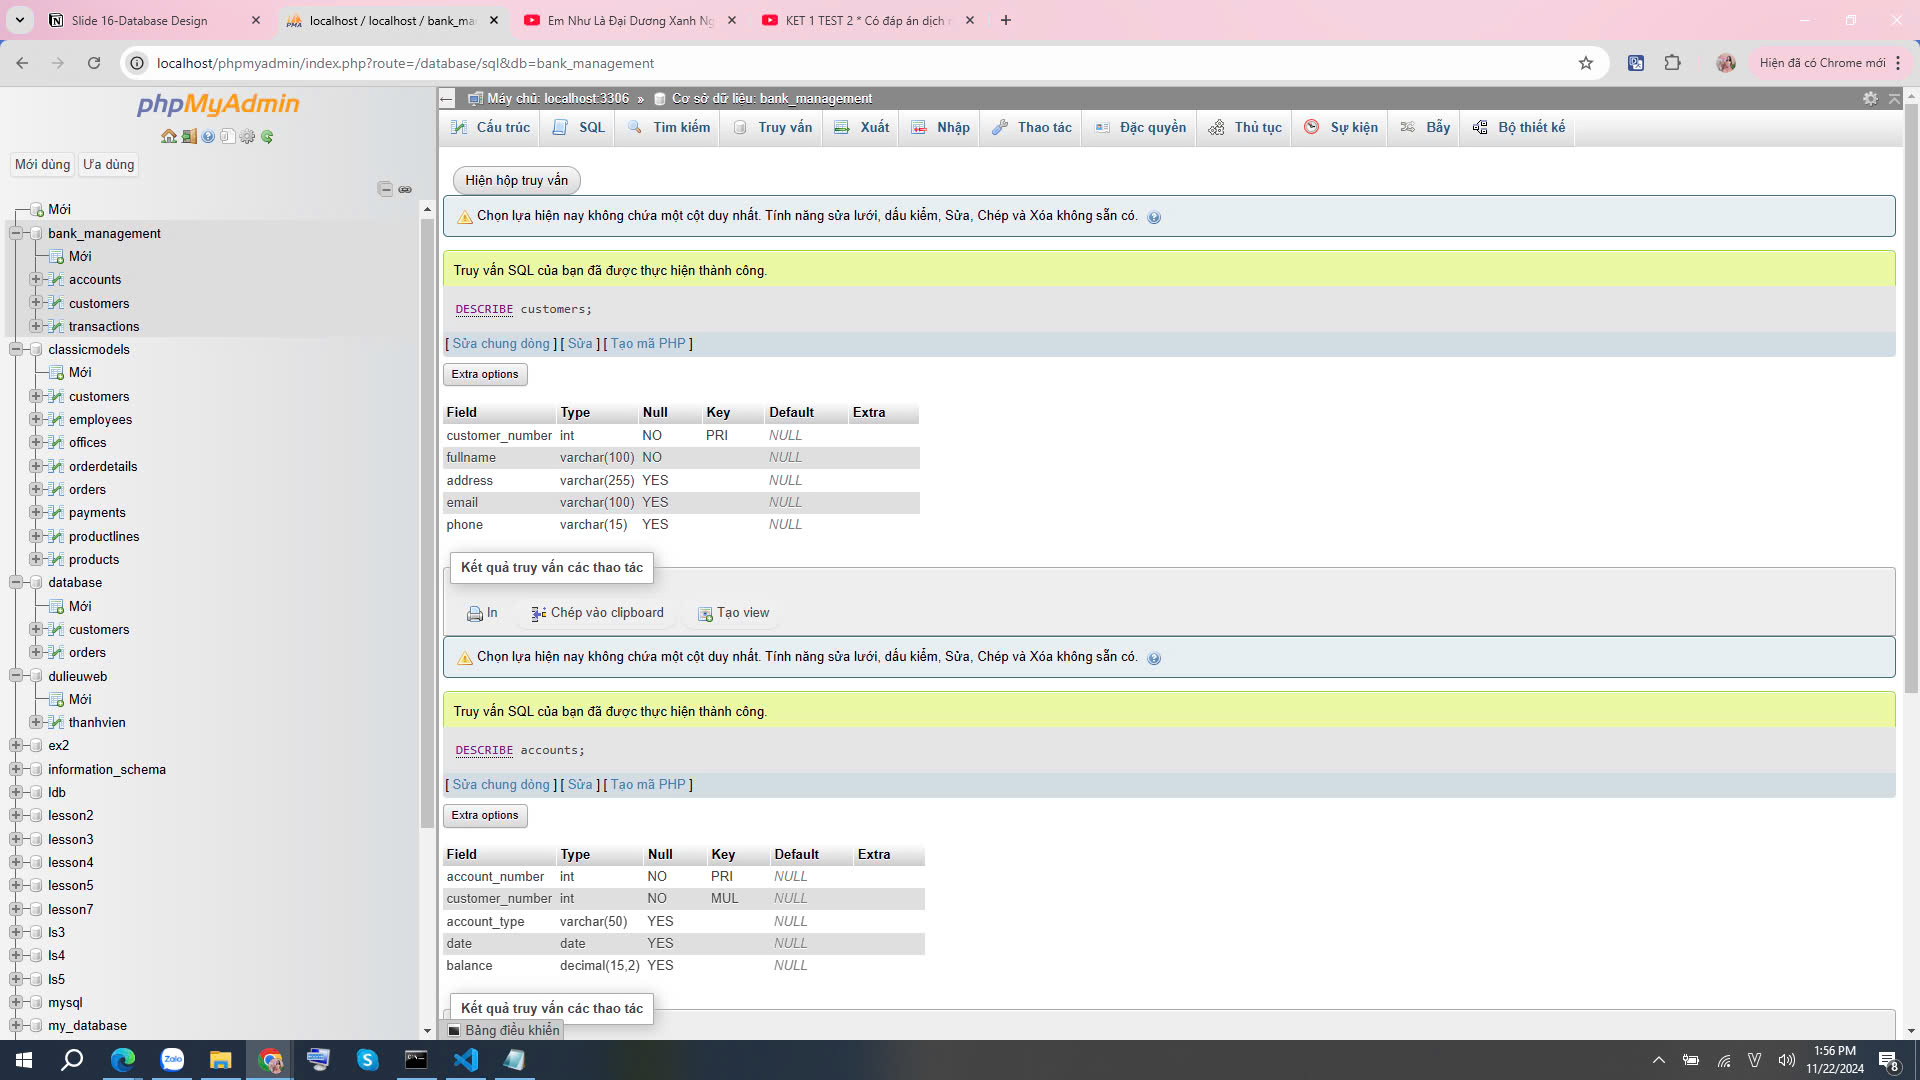 Slide 16-Database Design
localhost / localhost / bank_ma
Em Như Là Đại Dương Xanh Ng
KET 1 TEST 2 * Có đáp án dịch
localhost/phpmyadmin/index.php?route=/database/sql&db=bank_management
Hiện đã có Chrome mới
phpMyAdmin
Mới dùng
Ưa dùng
Mới
bank_management
Mới
accounts
customers
transactions
classicmodels
Mới
customers
employees
offices
orderdetails
orders
payments
productlines
products
database
Mới
customers
orders
dulieuweb
Mới
thanhvien
ex2
information_schema
ldb
lesson2
lesson3
lesson4
lesson5
lesson7
ls3
ls4
ls5
mysql
my_database
Máy chủ: localhost:3306 » Cơ sở dữ liệu: bank_management
Cấu trúc SQL Tìm kiếm Truy vấn Xuất Nhập Thao tác Đặc quyền Thủ tục Sự kiện Bẫy Bộ thiết kế
Hiện hộp truy vấn
Chọn lựa hiện nay không chứa một cột duy nhất. Tính năng sửa lưới, dấu kiểm, Sửa, Chép và Xóa không sẵn có.
Truy vấn SQL của bạn đã được thực hiện thành công.
DESCRIBE customers;
[ Sửa chung dòng ] [ Sửa ] [ Tạo mã PHP ]
Extra options
Field Type Null Key Default Extra
customer_number int NO PRI NULL
fullname varchar(100) NO NULL
address varchar(255) YES NULL
email varchar(100) YES NULL
phone varchar(15) YES NULL
Kết quả truy vấn các thao tác
In Chép vào clipboard Tạo view
Chọn lựa hiện nay không chứa một cột duy nhất. Tính năng sửa lưới, dấu kiểm, Sửa, Chép và Xóa không sẵn có.
Truy vấn SQL của bạn đã được thực hiện thành công.
DESCRIBE accounts;
[ Sửa chung dòng ] [ Sửa ] [ Tạo mã PHP ]
Extra options
Field Type Null Key Default Extra
account_number int NO PRI NULL
customer_number int NO MUL NULL
account_type varchar(50) YES NULL
date date YES NULL
balance decimal(15,2) YES NULL
Kết quả truy vấn các thao tác
Bảng điều khiển
Zalo
1:56 PM
11/22/2024
8